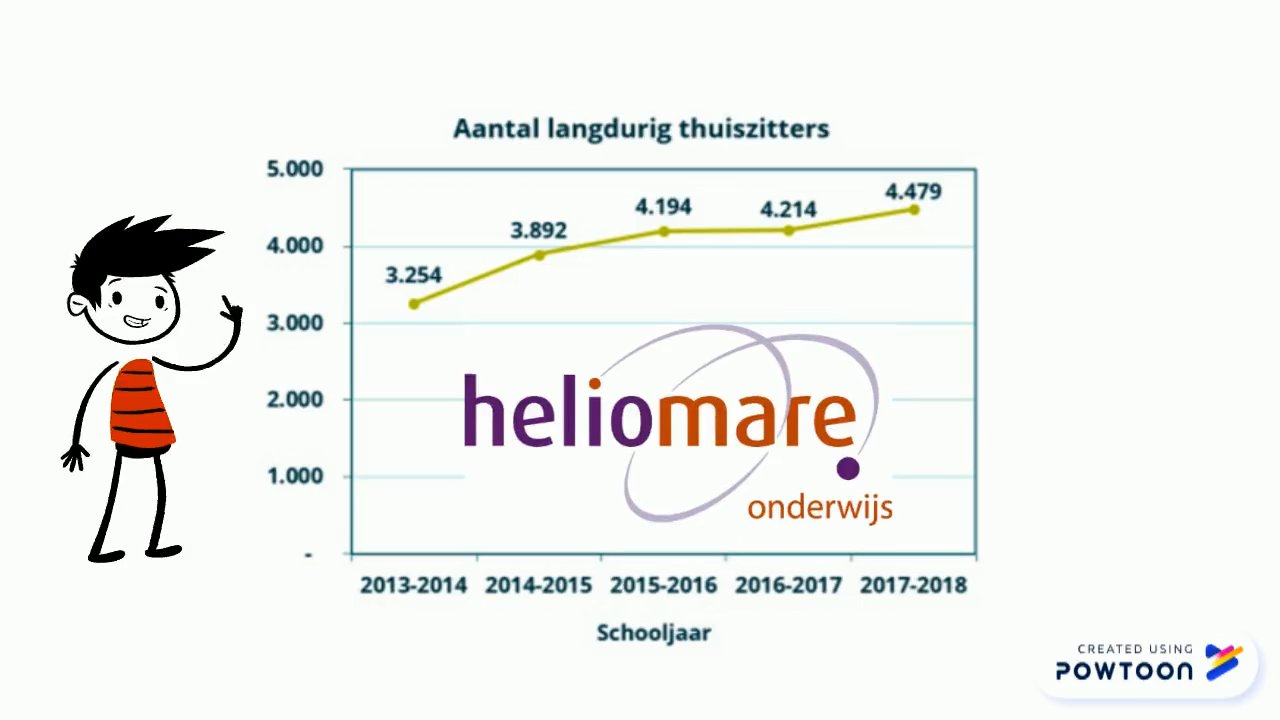 Aantal langdurig thuiszitters
5.000
4.000
3.000
2.000
1.000
-
3.254
3.892
4.194
4.214
4.479
heliomare
onderwijs
2013-2014 2014-2015 2015-2016 2016-2017 2017-2018
Schooljaar
CREATED USING
POWTOON